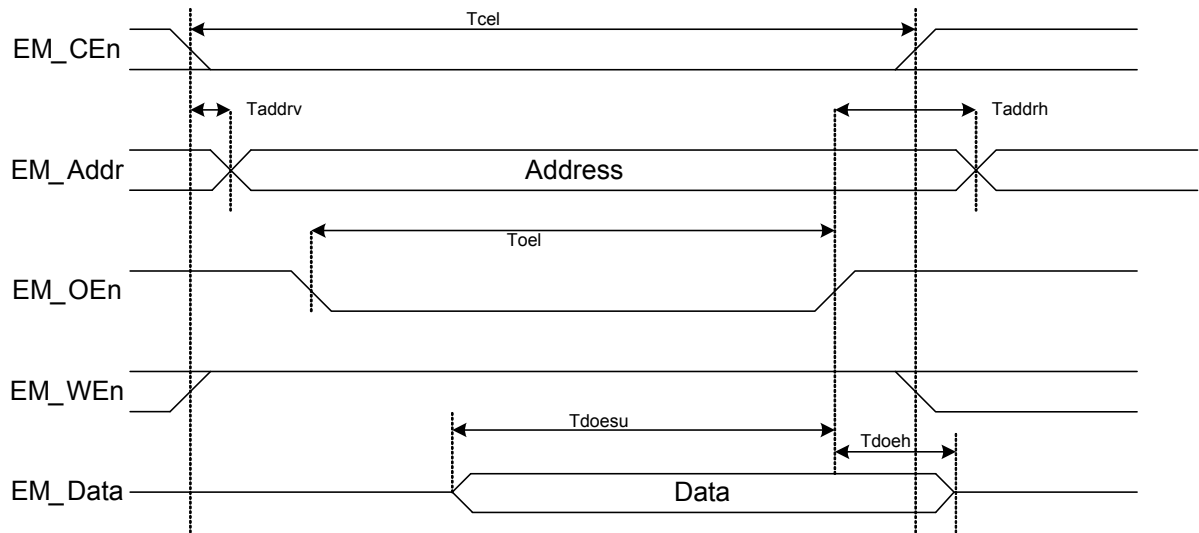 Tcel
EM_CEn
Taddrv
Taddrh
EM_Addr
Address
Toel
EM_OEn
EM_WEn
Tdoesu
Tdoeh
EM_Data
Data